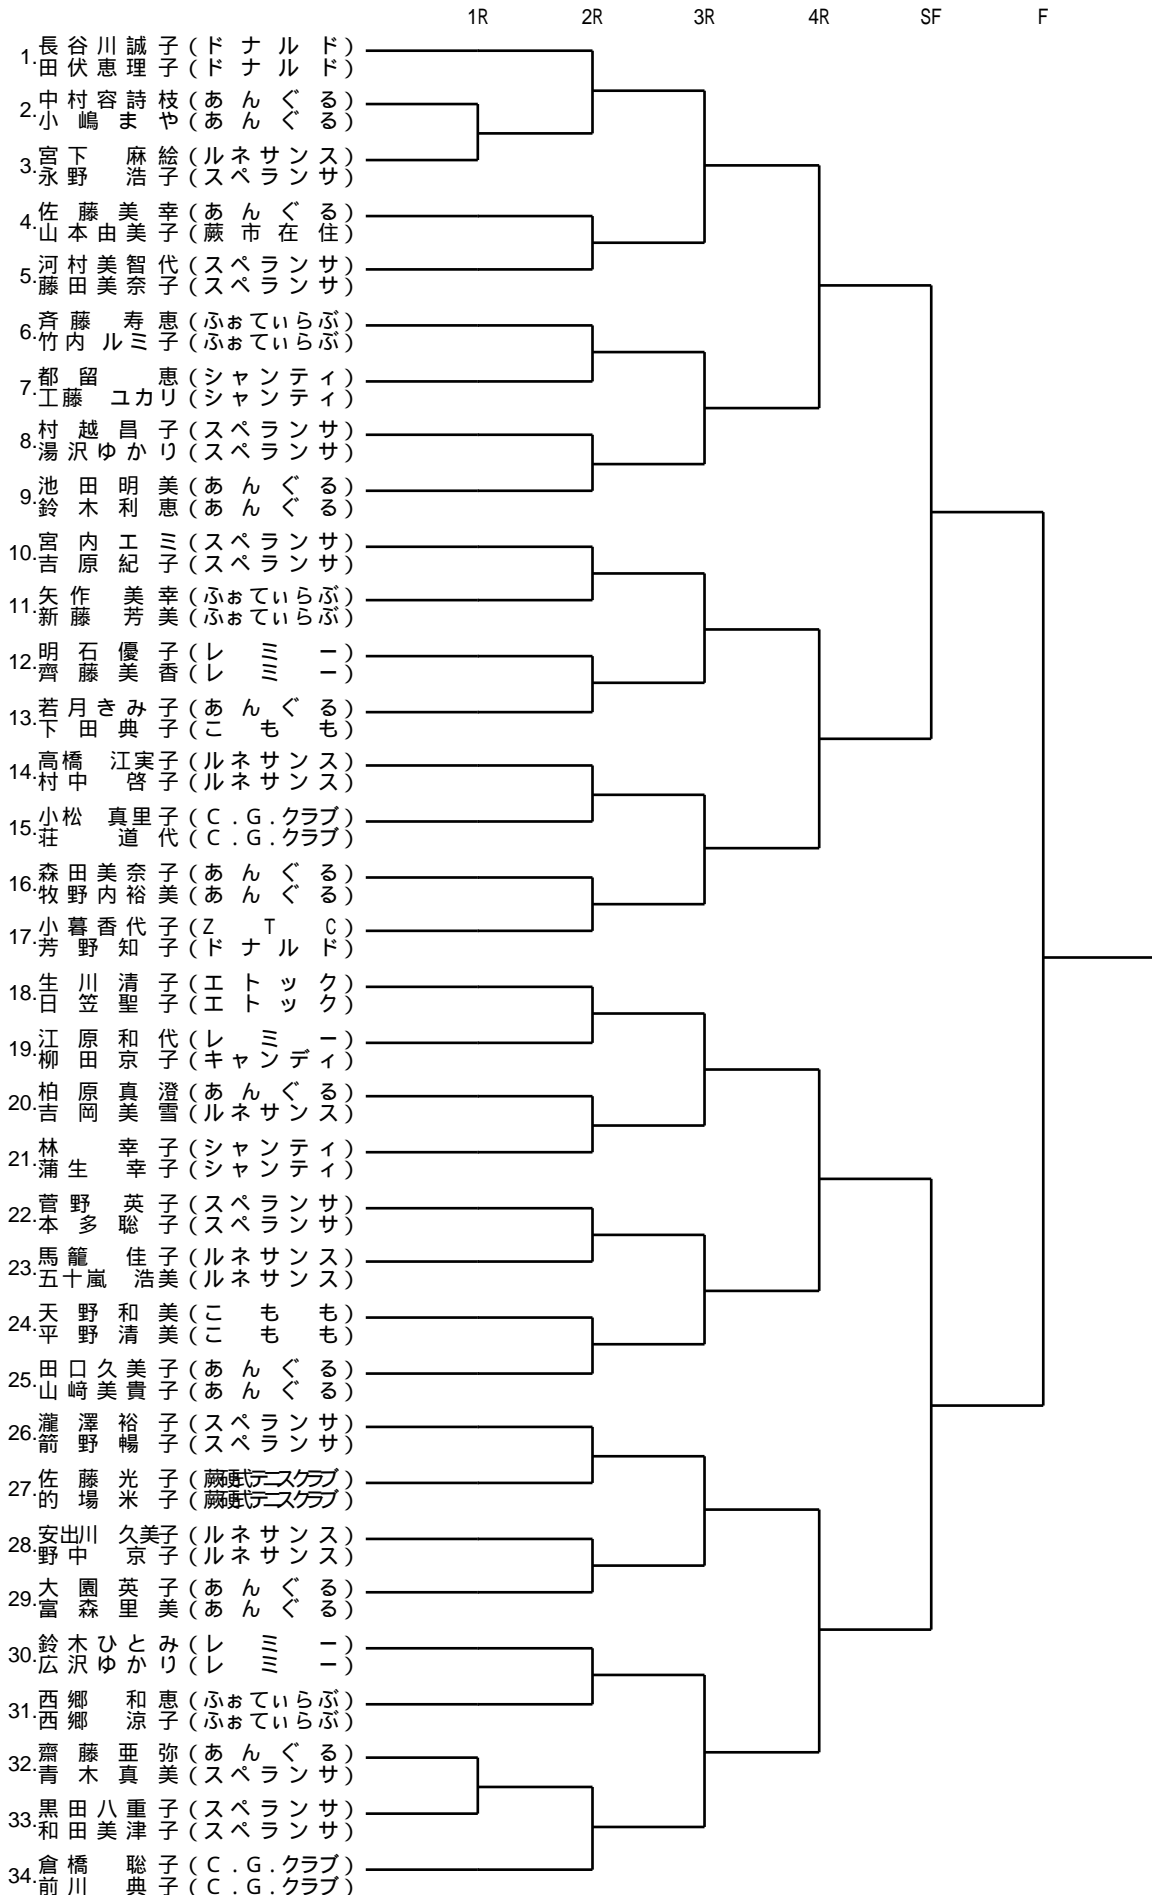 1R 2R 3R 4R SF F
1. 長谷川誠子(ドナルド)
田伏恵理子(ドナルド)
2. 中村容詩枝(あんぐる)
小嶋まや(あんぐる)
3. 宮下 麻絵(ルネサンス)
永野 浩子(スペランサ)
4. 佐藤美幸(あんぐる)
山本由美子(蕨市在住)
5. 河村美智代(スペランサ)
藤田美奈子(スペランサ)
6. 斉藤 寿恵(ふぉてぃらぶ)
竹内 ルミ子(ふぉてぃらぶ)
7. 都留 恵(シャンティ)
工藤 ユカリ(シャンティ)
8. 村越昌子(スペランサ)
湯沢ゆかり(スペランサ)
9. 池田明美(あんぐる)
鈴木利恵(あんぐる)
10. 宮内エミ(スペランサ)
吉原紀子(スペランサ)
11. 矢作 美幸(ふぉてぃらぶ)
新藤 芳美(ふぉてぃらぶ)
12. 明石優子(レミー)
齊藤美香(レミー)
13. 若月きみ子(あんぐる)
下田典子(こもも)
14. 高橋 江実子(ルネサンス)
村中 啓子(ルネサンス)
15. 小松 真里子(C.G.クラブ)
荘 道代(C.G.クラブ)
16. 森田美奈子(あんぐる)
牧野内裕美(あんぐる)
17. 小暮香代子(ZTC)
芳野知子(ドナルド)
18. 生川清子(エトック)
日笠聖子(エトック)
19. 江原和代(レミー)
柳田京子(キャンディ)
20. 柏原真澄(あんぐる)
吉岡美雪(ルネサンス)
21. 林 幸子(シャンティ)
蒲生 幸子(シャンティ)
22. 菅野 英子(スペランサ)
本多聡子(スペランサ)
23. 馬籠 佳子(ルネサンス)
五十嵐 浩美(ルネサンス)
24. 天野和美(こもも)
平野清美(こもも)
25. 田口久美子(あんぐる)
山﨑美貴子(あんぐる)
26. 瀧澤裕子(スペランサ)
箭野暢子(スペランサ)
27. 佐藤光子(蕨硬式テニスクラブ)
的場米子(蕨硬式テニスクラブ)
28. 安出川 久美子(ルネサンス)
野中 京子(ルネサンス)
29. 大園英子(あんぐる)
富森里美(あんぐる)
30. 鈴木ひとみ(レミー)
広沢ゆかり(レミー)
31. 西郷 和恵(ふぉてぃらぶ)
西郷 涼子(ふぉてぃらぶ)
32. 齋藤亜弥(あんぐる)
青木真美(スペランサ)
33. 黒田八重子(スペランサ)
和田美津子(スペランサ)
34. 倉橋 聡子(C.G.クラブ)
前川 典子(C.G.クラブ)